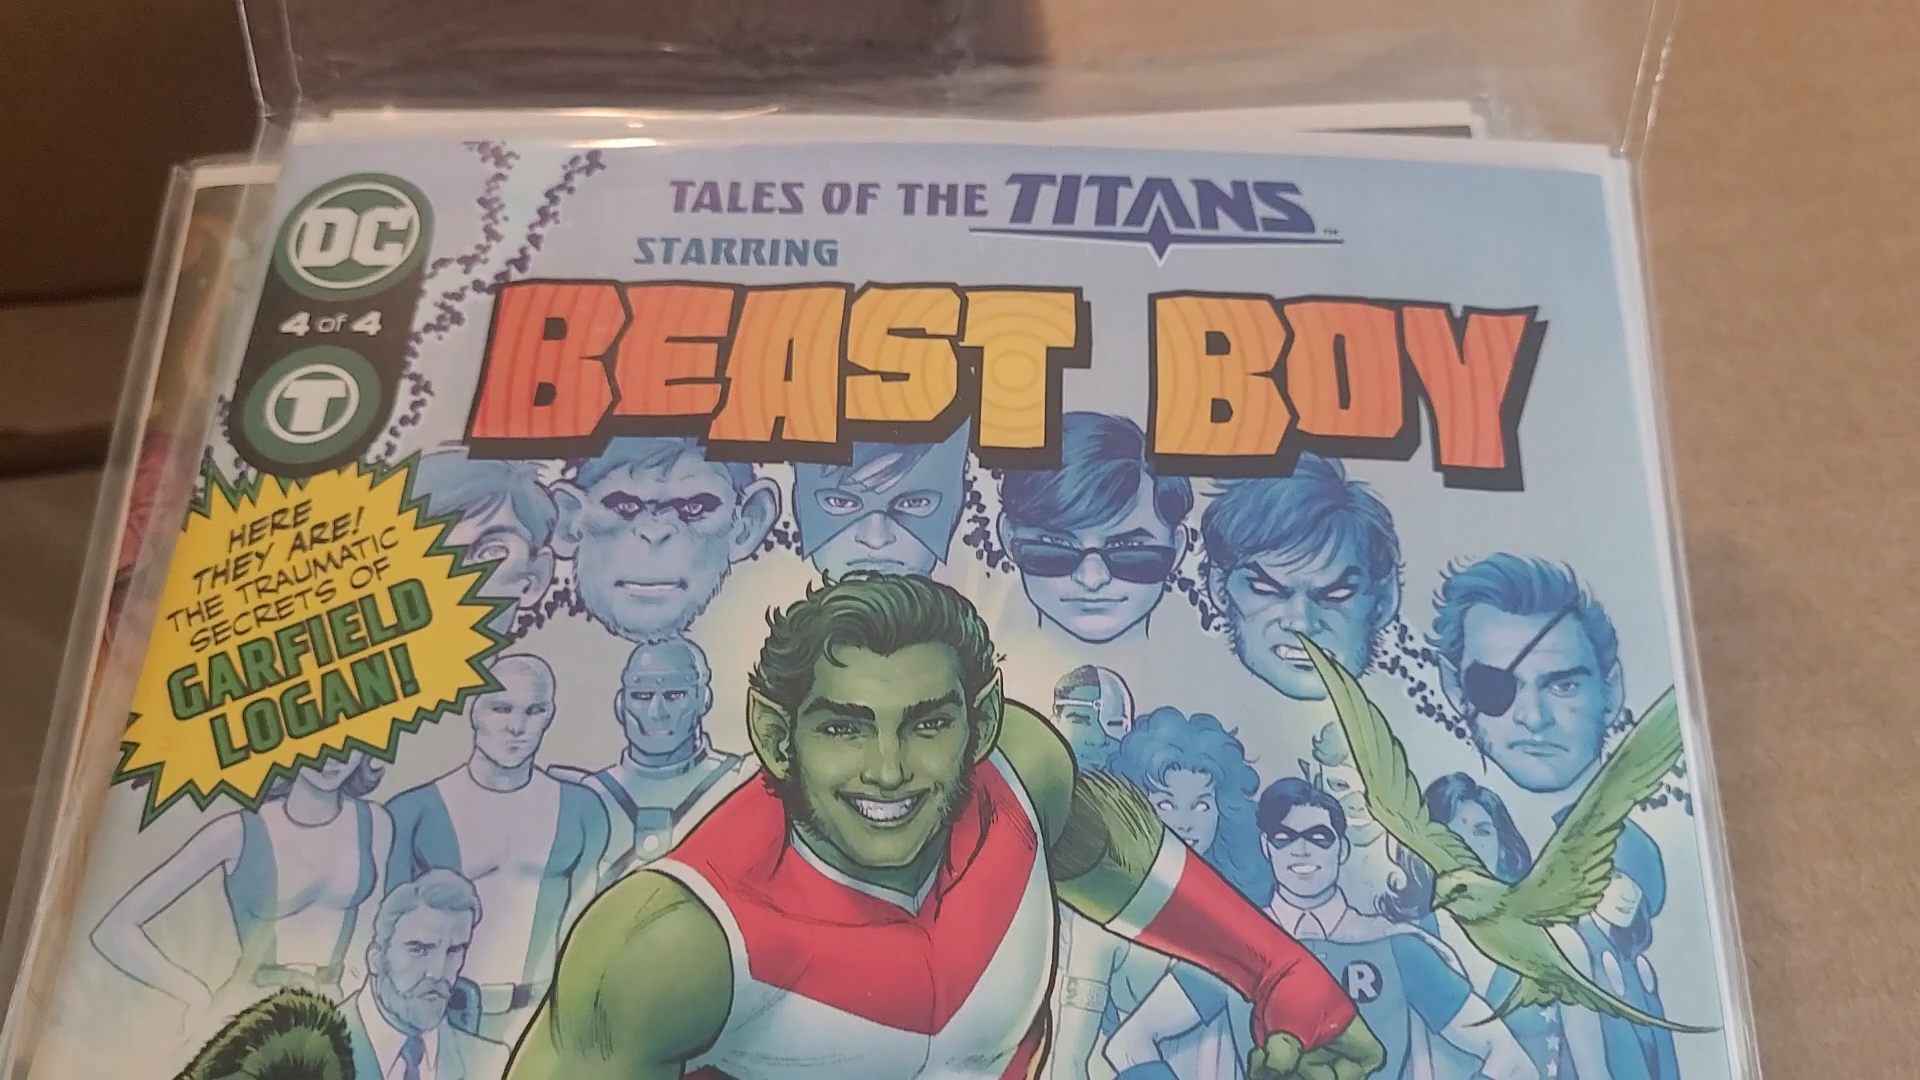 TALES OF THE TITANS™
STARRING
BEAST BOY
DC
4 of 4
T
HERE
THEY ARE!
THE TRAUMATIC
SECRETS OF
GARFIELD
LOGAN!
R